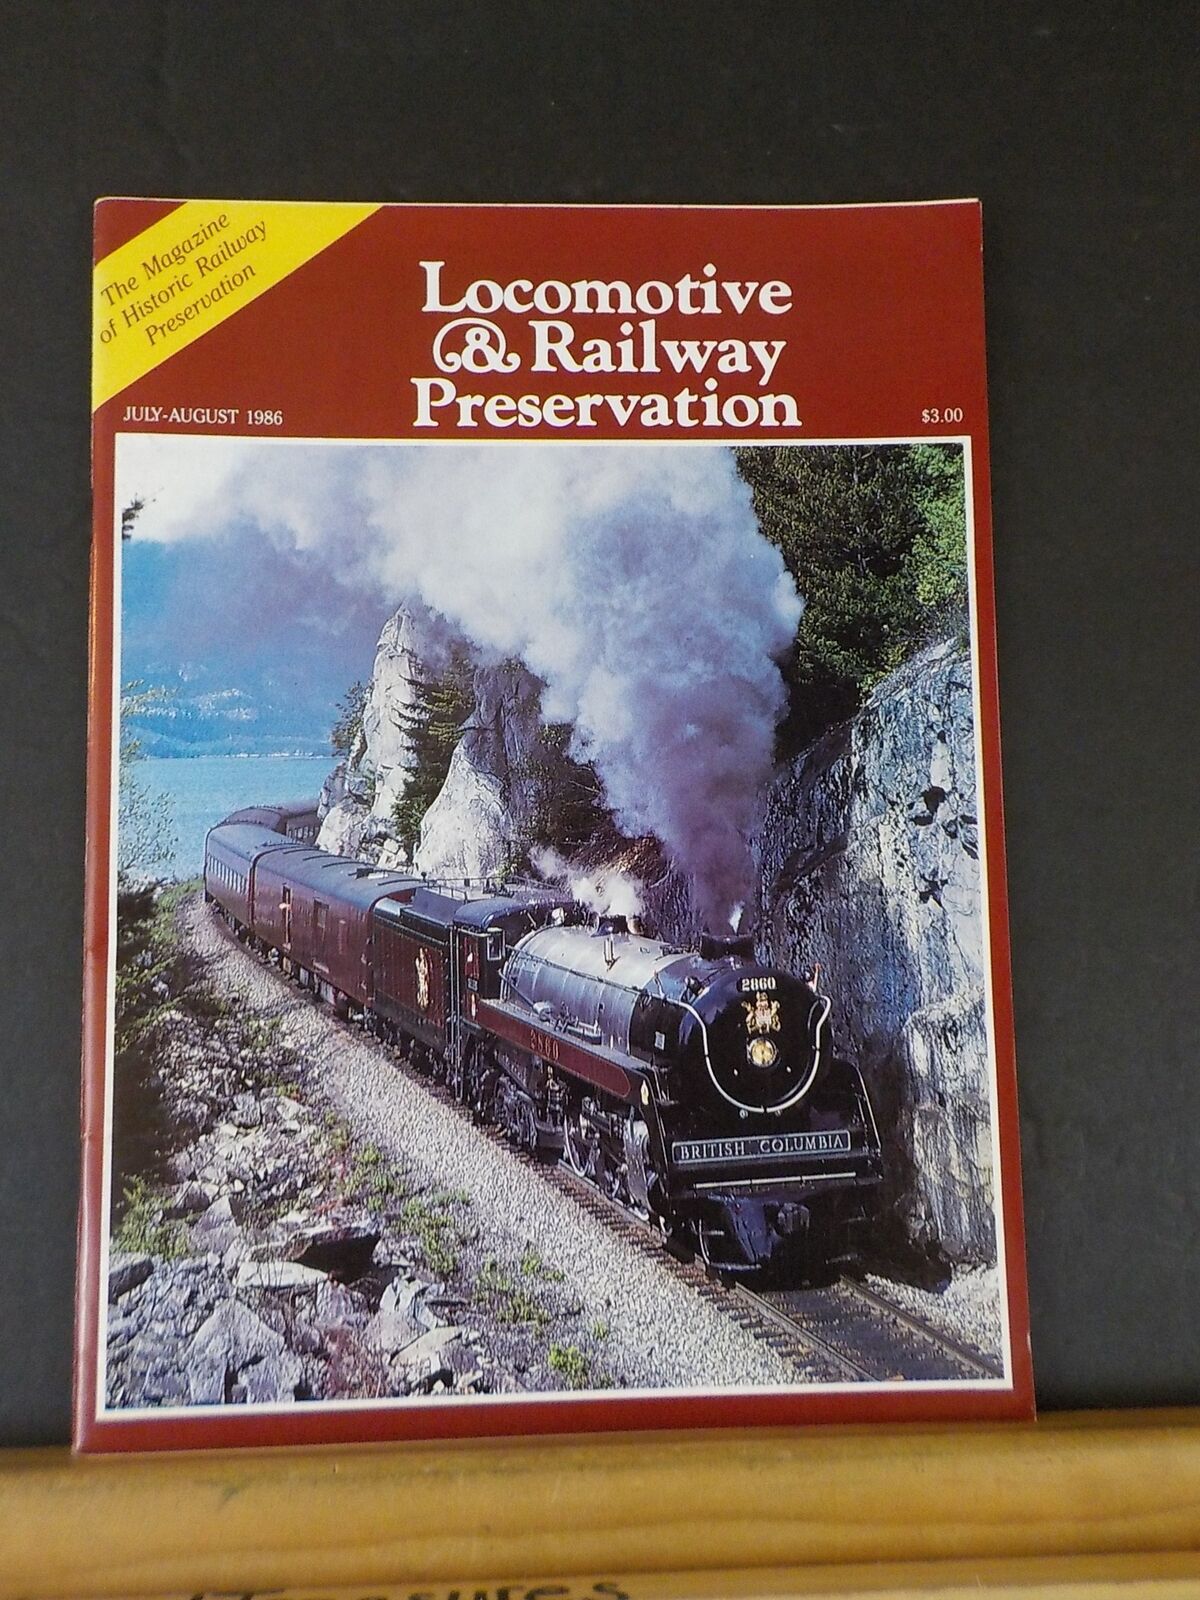 The Magazine
of Historic Railway
Preservation
Locomotive
& Railway
Preservation
JULY-AUGUST 1986
$3.00
2860
2860
BRITISH COLUMBIA